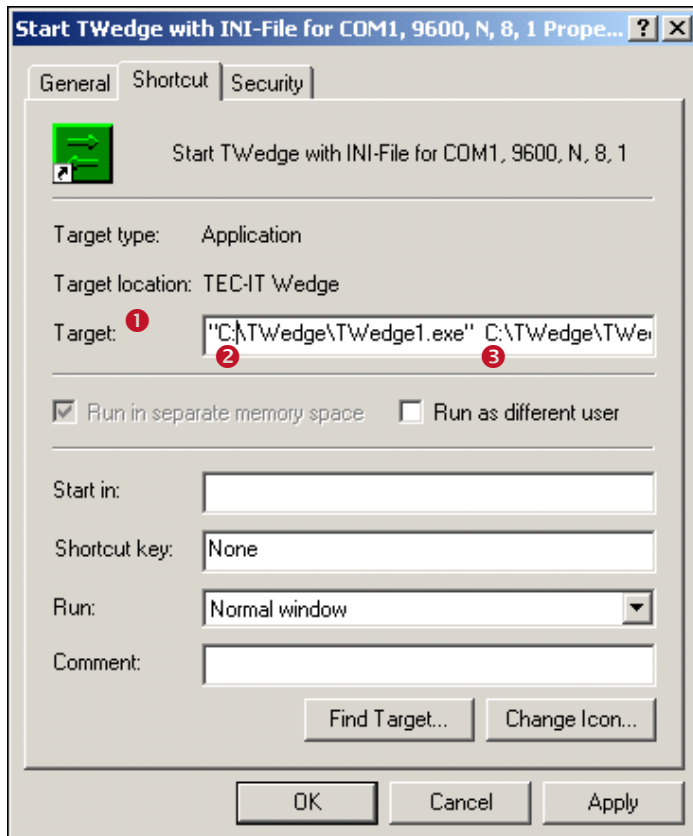 Start TWedge with INI-File for COM1, 9600, N, 8, 1 Prope... ?
General Shortcut Security
Start TWedge with INI-File for COM1, 9600, N, 8, 1
Target type: Application
Target location: TEC-IT Wedge
Target: 1 "C:\TWedge\TWedge1.exe" C:\TWedge\TWe
2 3
Run in separate memory space Run as different user
Start in:
Shortcut key: None
Run: Normal window
Comment:
Find Target... Change Icon...
OK Cancel Apply